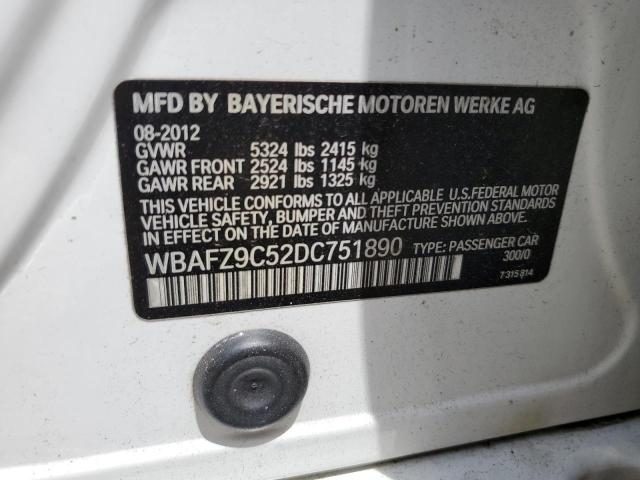 MFD BY BAYERISCHE MOTOREN WERKE AG
08-2012
GVWR 5324 lbs 2415 kg
GAWR FRONT 2524 lbs 1145 kg
GAWR REAR 2921 lbs 1325 kg
THIS VEHICLE CONFORMS TO ALL APPLICABLE U.S.FEDERAL MOTOR
VEHICLE SAFETY, BUMPER AND THEFT PREVENTION STANDARDS
IN EFFECT ON THE DATE OF MANUFACTURE SHOWN ABOVE.
WBAFZ9C52DC751890 TYPE: PASSENGER CAR
300/0
7 315 814